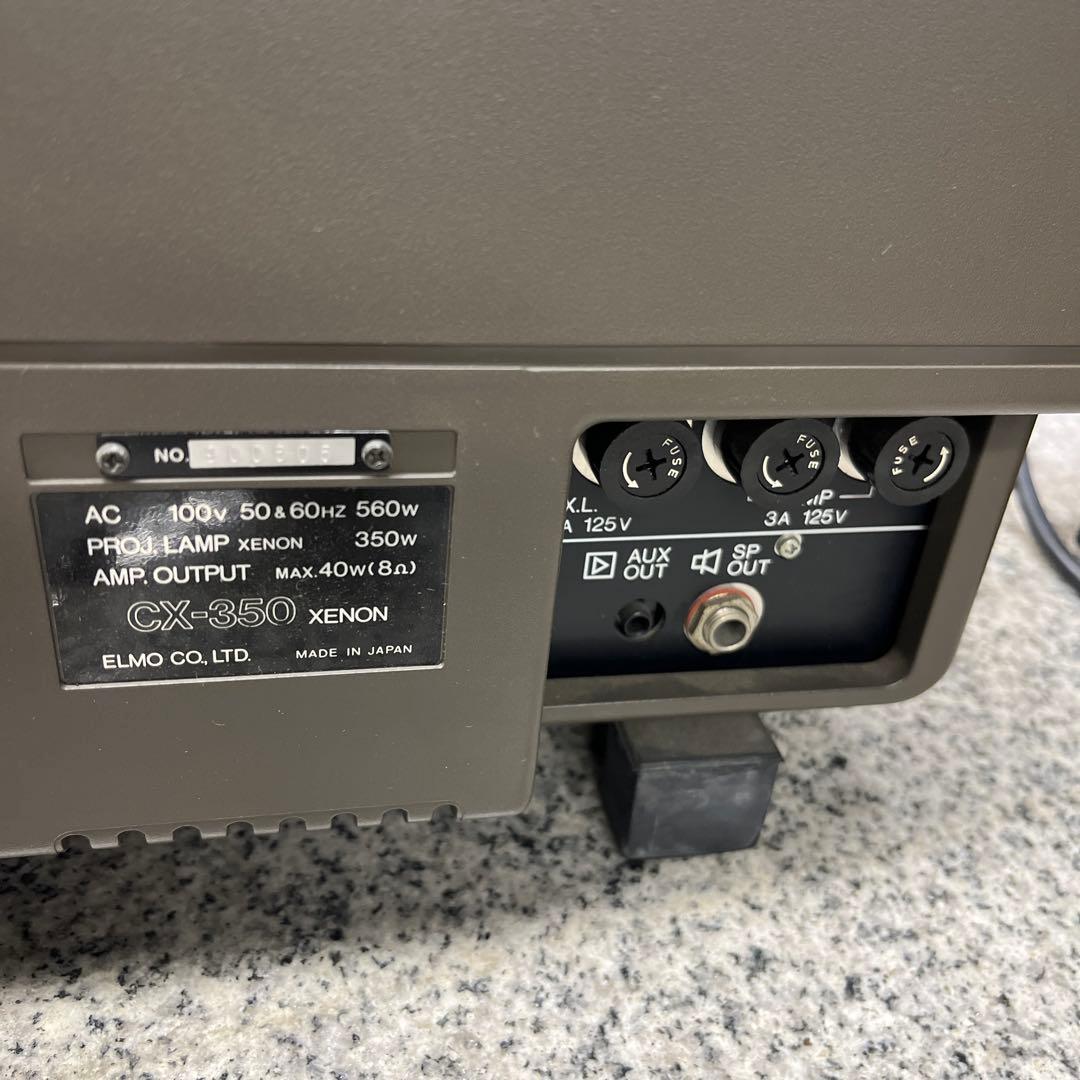 NO. 900606
AC 100V 50 & 60HZ 560W
PROJ. LAMP XENON 350W
AMP. OUTPUT MAX. 40W (8Ω)
CX-350 XENON
ELMO CO., LTD. MADE IN JAPAN
FUSE
FUSE
FUSE
125V
3A 125V
AUX OUT
SP OUT